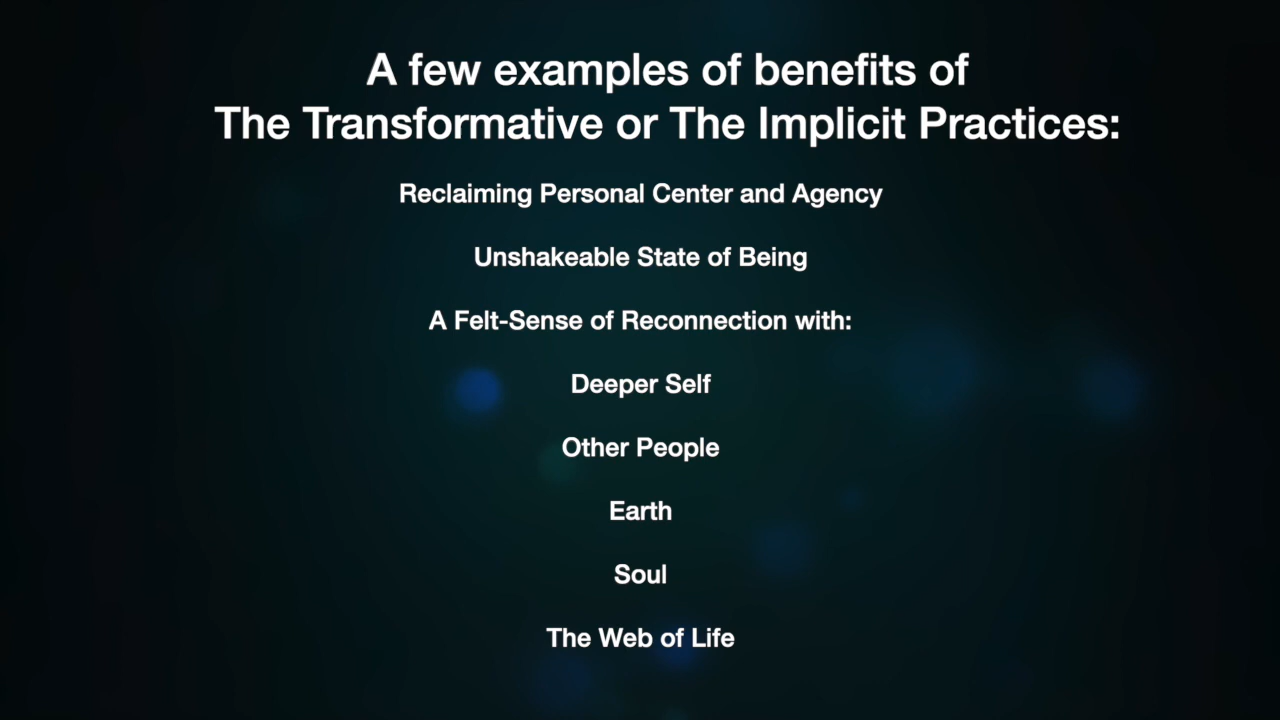 A few examples of benefits of
The Transformative or The Implicit Practices:
Reclaiming Personal Center and Agency
Unshakeable State of Being
A Felt-Sense of Reconnection with:
Deeper Self
Other People
Earth
Soul
The Web of Life